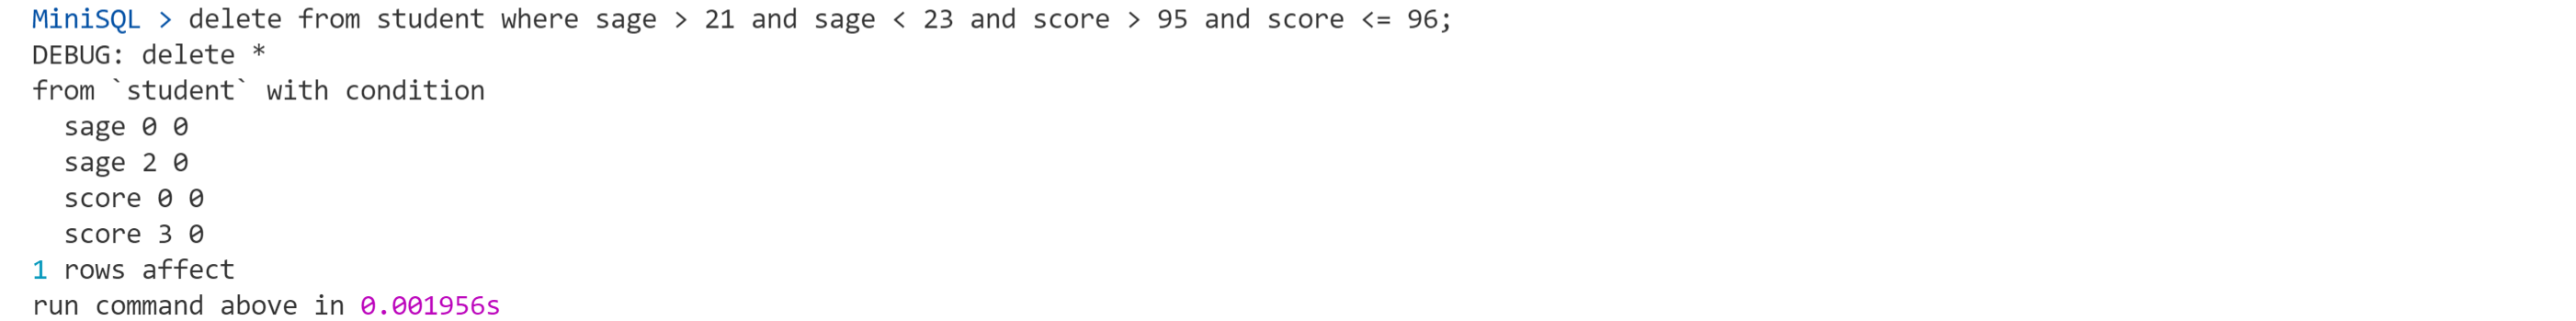 MiniSQL > delete from student where sage > 21 and sage < 23 and score > 95 and score <= 96;
DEBUG: delete *
from `student` with condition
  sage 0 0
  sage 2 0
  score 0 0
  score 3 0
1 rows affect
run command above in 0.001956s